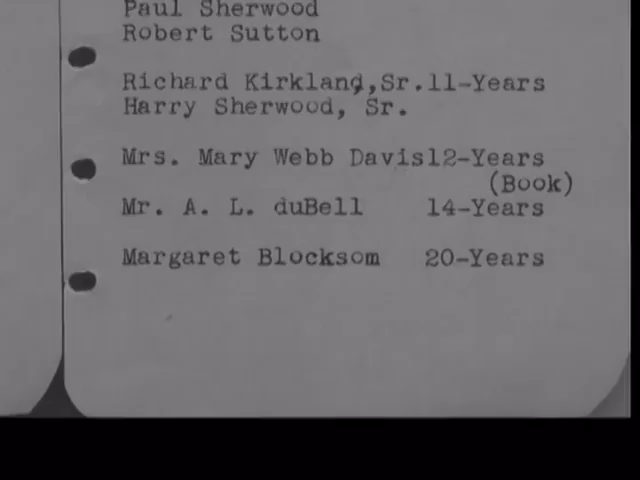 Paul Sherwood
Robert Sutton
Richard Kirkland,Sr.11-Years
Harry Sherwood, Sr.
Mrs. Mary Webb Davis12-Years
(Book)
Mr. A. L. duBell 14-Years
Margaret Blocksom 20-Years